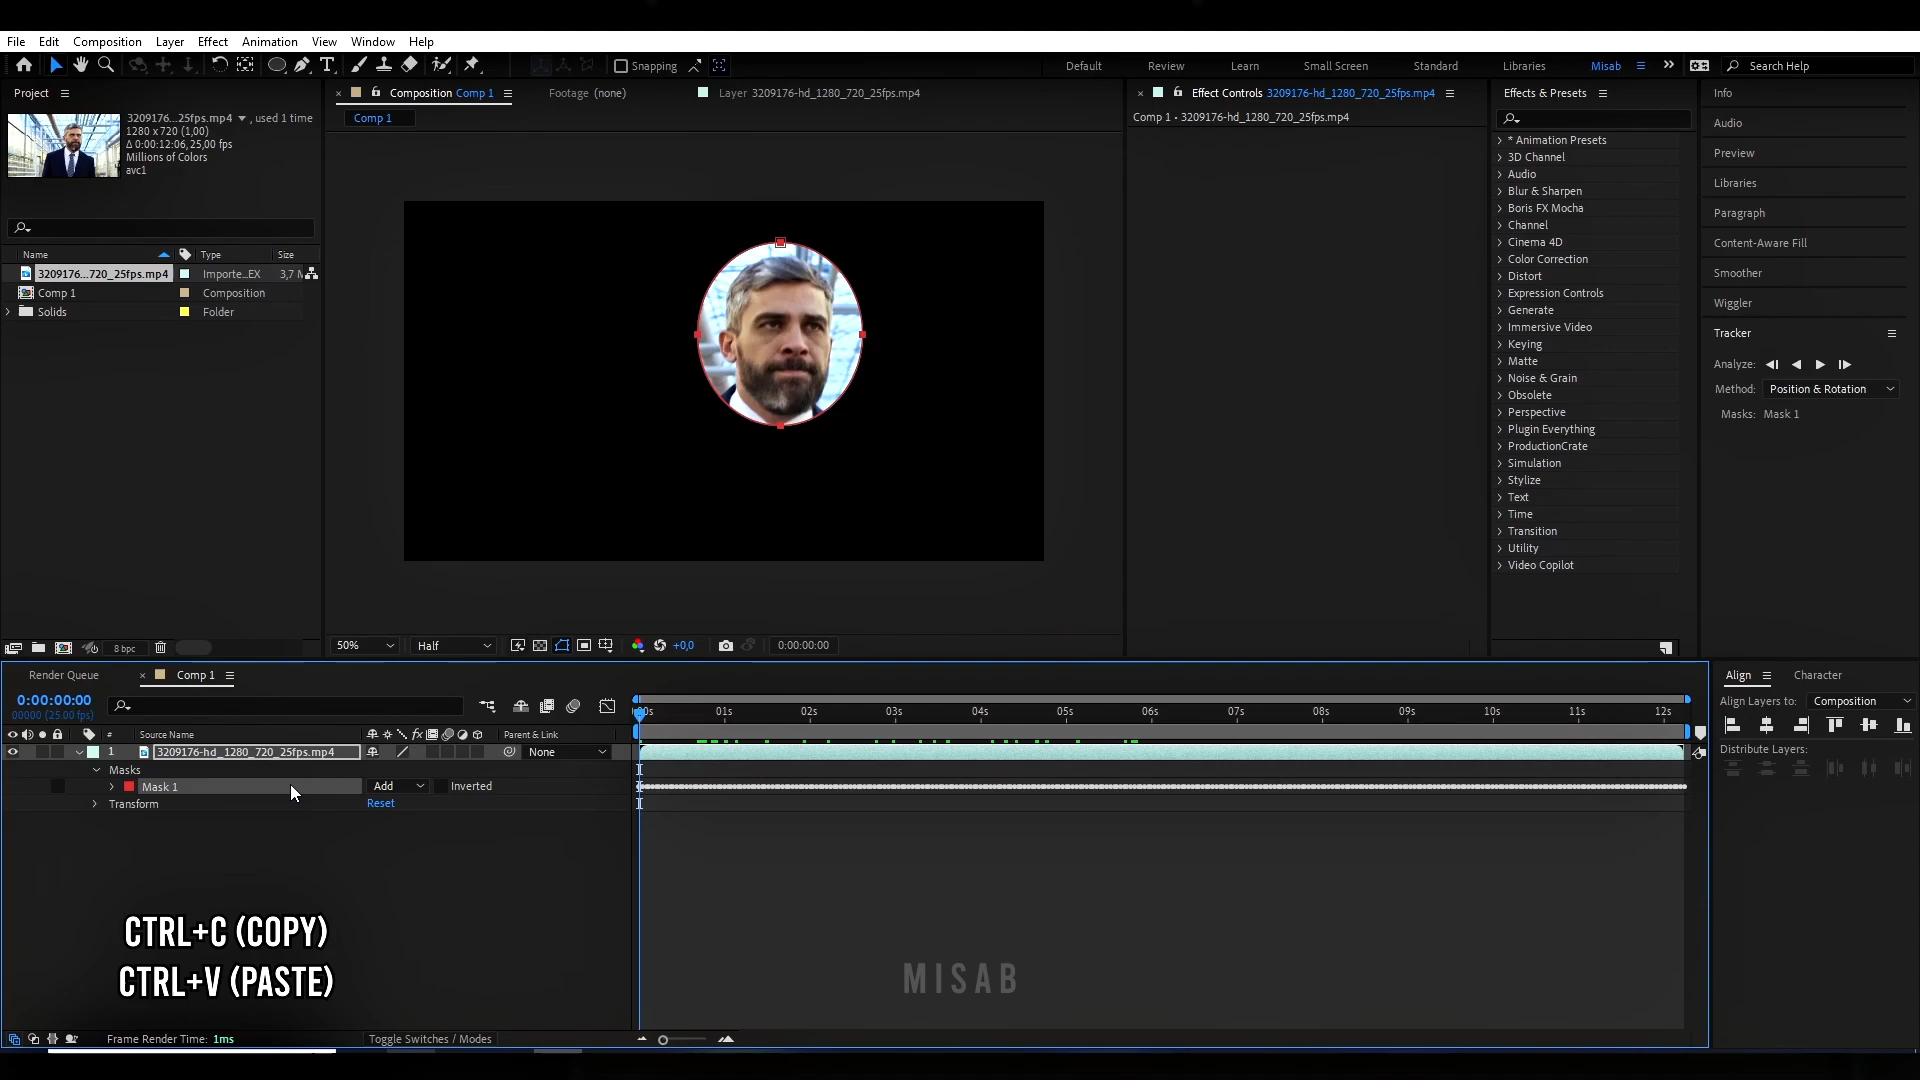 File Edit Composition Layer Effect Animation View Window Help
Snapping Default Review Learn Small Screen Standard Libraries Misab Search Help
Project
3209176...25fps.mp4 , used 1 time
1280 x 720 (1,00)
Δ 0:00:12:06, 25,00 fps
Millions of Colors
avc1
Name Type Size
3209176...720_25fps.mp4 Importe...EX 3,7 M
Comp 1 Composition
Solids Folder
8 bpc
Composition Comp 1 Footage (none) Layer 3209176-hd_1280_720_25fps.mp4
Comp 1
50% Half +0,0 0:00:00:00
Effect Controls 3209176-hd_1280_720_25fps.mp4
Comp 1 • 3209176-hd_1280_720_25fps.mp4
Effects & Presets
* Animation Presets
3D Channel
Audio
Blur & Sharpen
Boris FX Mocha
Channel
Cinema 4D
Color Correction
Distort
Expression Controls
Generate
Immersive Video
Keying
Matte
Noise & Grain
Obsolete
Perspective
Plugin Everything
ProductionCrate
Simulation
Stylize
Text
Time
Transition
Utility
Video Copilot
Info
Audio
Preview
Libraries
Paragraph
Content-Aware Fill
Smoother
Wiggler
Tracker
Analyze:
Method: Position & Rotation
Masks: Mask 1
Render Queue Comp 1
0:00:00:00
00000 (25.00 fps)
# Source Name Parent & Link
1 3209176-hd_1280_720_25fps.mp4 None
Masks
Mask 1 Add Inverted
Transform Reset
00s 01s 02s 03s 04s 05s 06s 07s 08s 09s 10s 11s 12s
CTRL+C (COPY)
CTRL+V (PASTE)
MISAB
Frame Render Time: 1ms Toggle Switches / Modes
Align Character
Align Layers to: Composition
Distribute Layers: